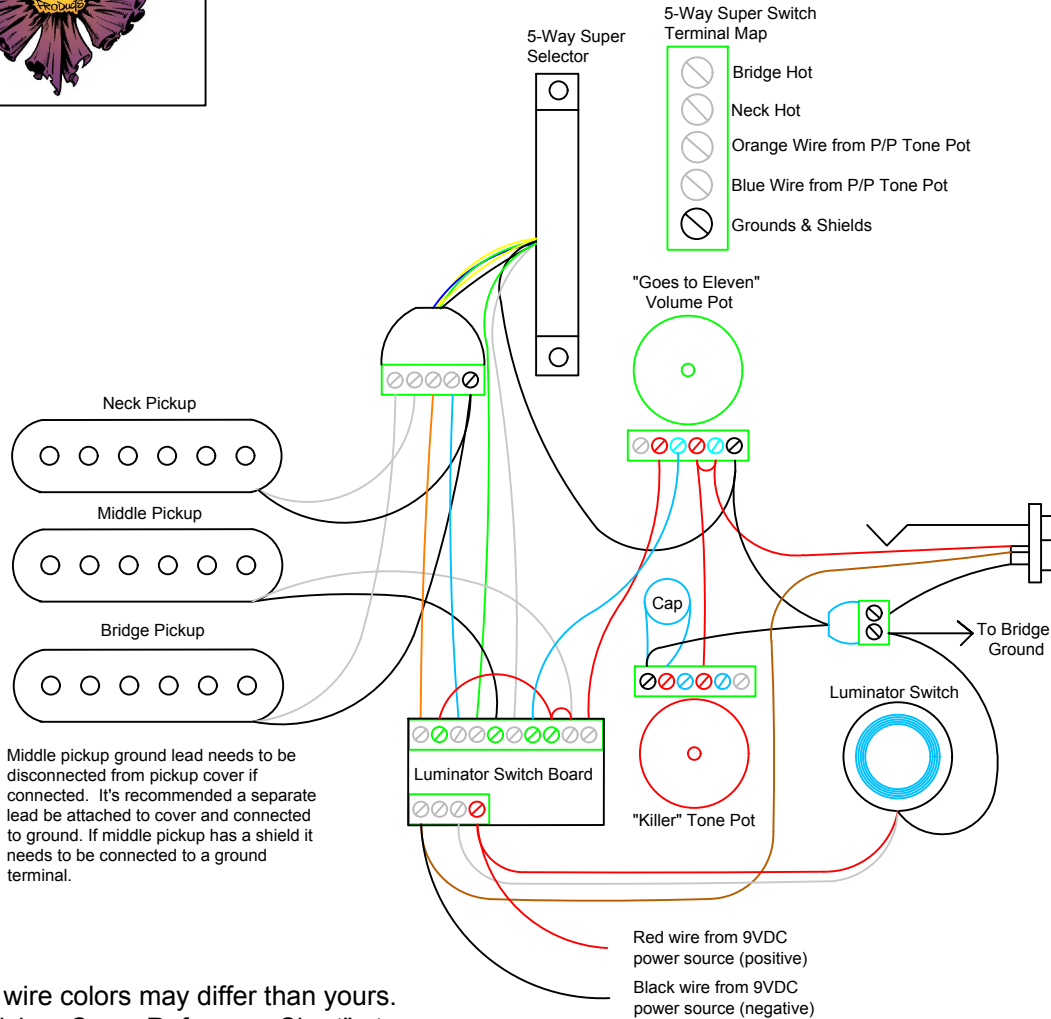 PRODUCTS
5-Way Super
Selector
5-Way Super Switch
Terminal Map
Bridge Hot
Neck Hot
Orange Wire from P/P Tone Pot
Blue Wire from P/P Tone Pot
Grounds & Shields
"Goes to Eleven"
Volume Pot
Neck Pickup
Middle Pickup
Bridge Pickup
Cap
To Bridge
Ground
Luminator Switch
Luminator Switch Board
"Killer" Tone Pot
Middle pickup ground lead needs to be
disconnected from pickup cover if
connected. It's recommended a separate
lead be attached to cover and connected
to ground. If middle pickup has a shield it
needs to be connected to a ground
terminal.
Red wire from 9VDC
power source (positive)
Black wire from 9VDC
power source (negative)
wire colors may differ than yours.